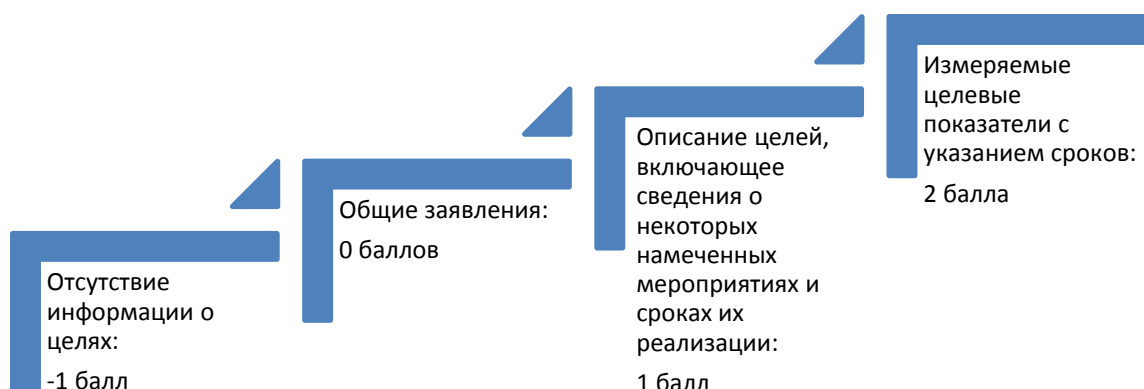 Отсутствие
информации о
целях:
-1 балл
Общие заявления:
0 баллов
Описание целей,
включающее
сведения о
некоторых
намеченных
мероприятиях и
сроках их
реализации:
1 балл
Измеряемые
целевые
показатели с
указанием сроков:
2 балла